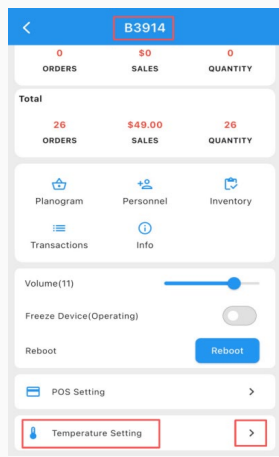 B3914
0 $0 0
ORDERS SALES QUANTITY
Total
26 $49.00 26
ORDERS SALES QUANTITY
Planogram Personnel Inventory
Transactions Info
Volume(11)
Freeze Device(Operating)
Reboot Reboot
POS Setting
Temperature Setting